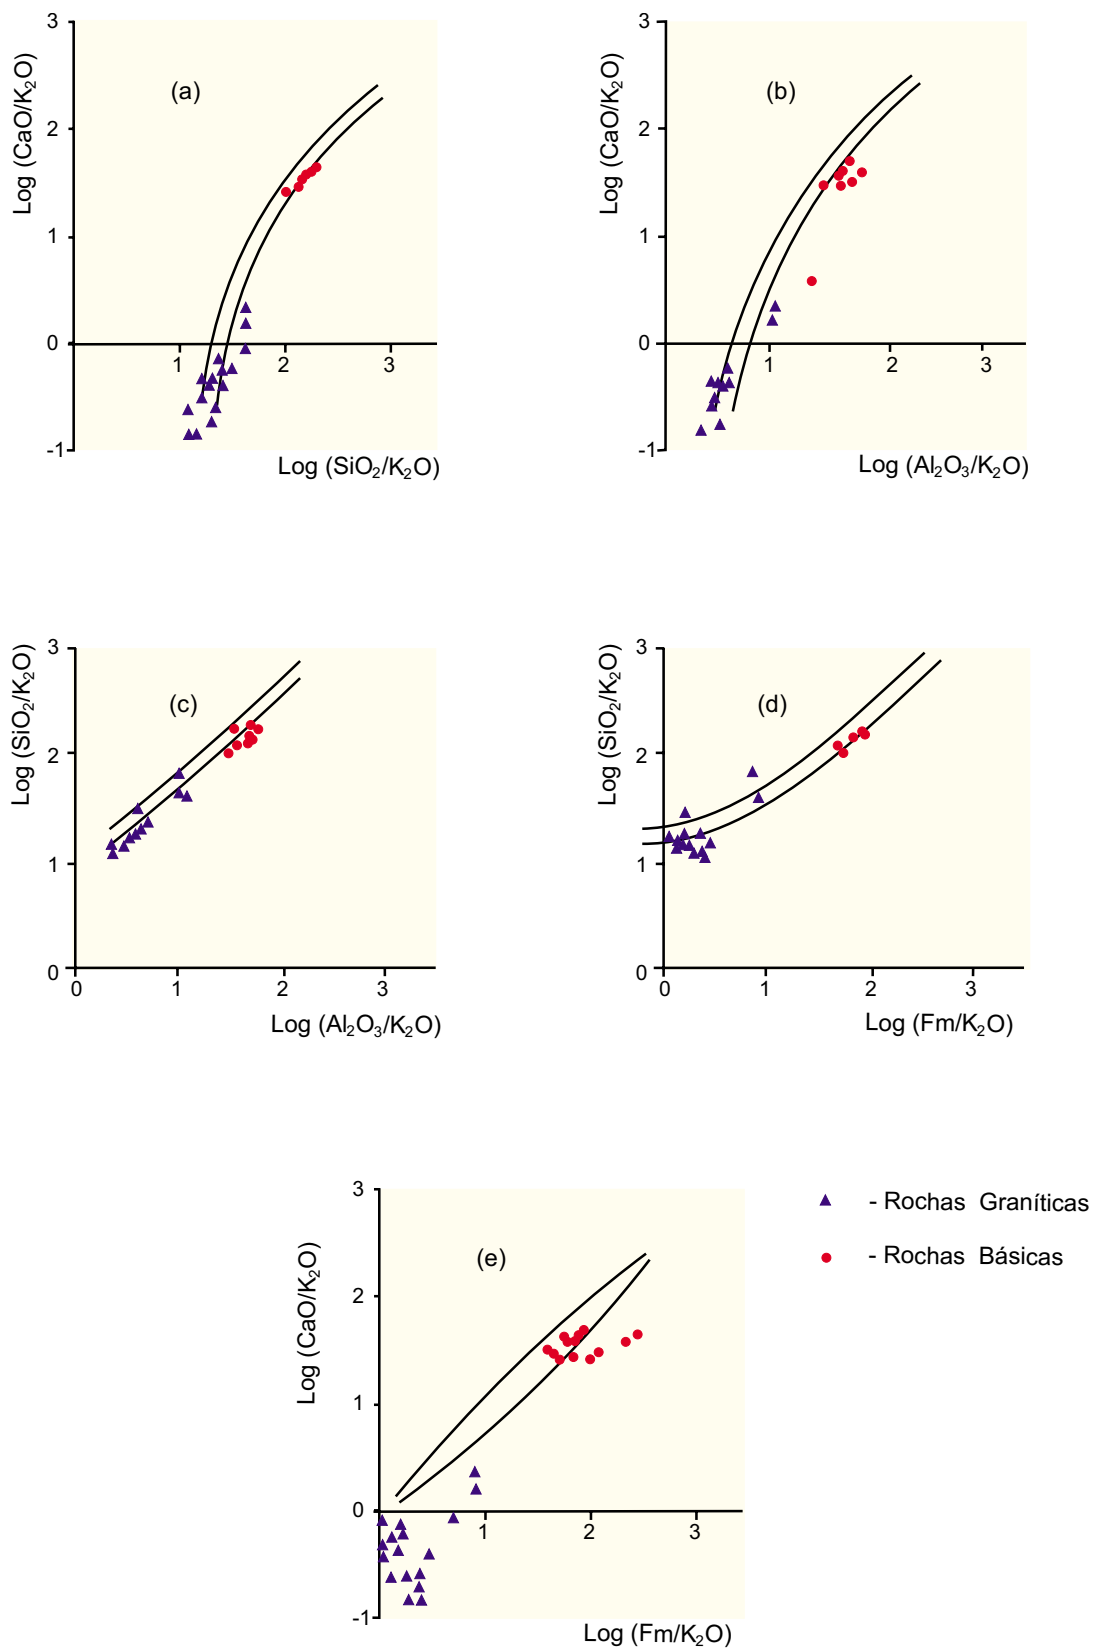 3
2
1
0
-1
Log (CaO/K₂O)
(a)
1
2
3
Log (SiO₂/K₂O)
3
2
1
0
-1
Log (CaO/K₂O)
(b)
1
2
3
Log (Al₂O₃/K₂O)
3
2
1
0
Log (SiO₂/K₂O)
(c)
0
1
2
3
Log (Al₂O₃/K₂O)
3
2
1
0
Log (SiO₂/K₂O)
(d)
0
1
2
3
Log (Fm/K₂O)
3
2
1
0
-1
Log (CaO/K₂O)
(e)
1
2
3
Log (Fm/K₂O)
- Rochas Graníticas
- Rochas Básicas